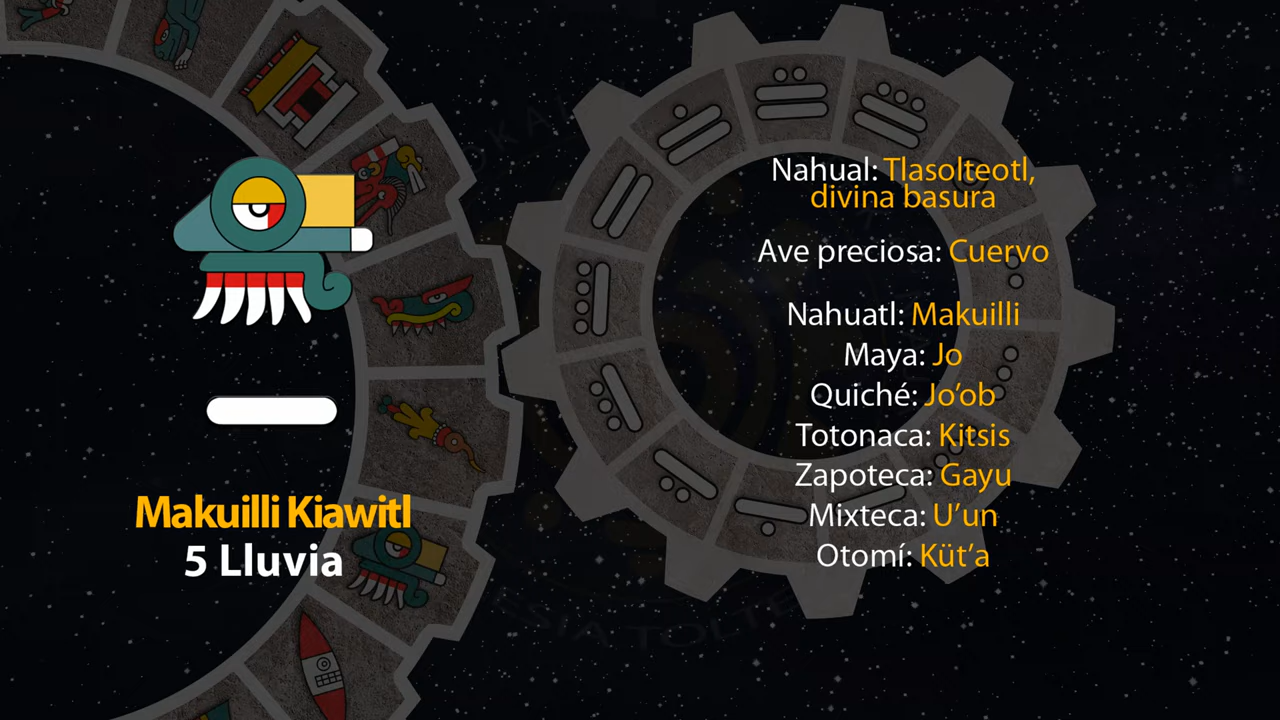 Nahual: Tlasolteotl,
divina basura
Ave preciosa: Cuervo
Nahuatl: Makuilli
Maya: Jo
Quiché: Jo’ob
Totonaca: Kitsis
Zapoteca: Gayu
Mixteca: U’un
Otomí: Küt’a
Makuilli Kiawitl
5 Lluvia